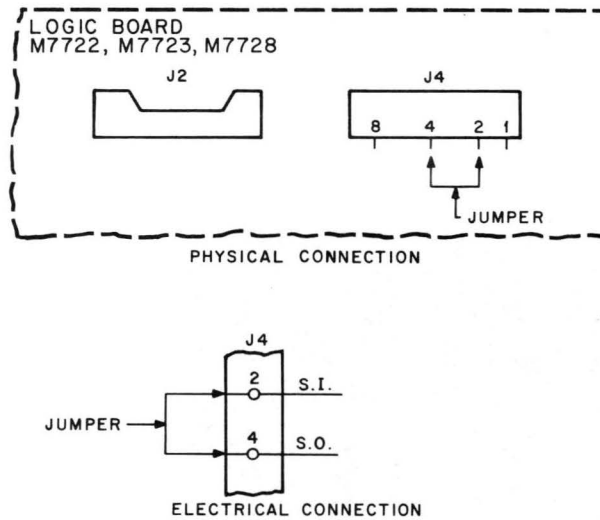 LOGIC BOARD
M7722, M7723, M7728
J2
J4
8 4 2 1
JUMPER
PHYSICAL CONNECTION
J4
2
S.I.
JUMPER
4
S.O.
ELECTRICAL CONNECTION